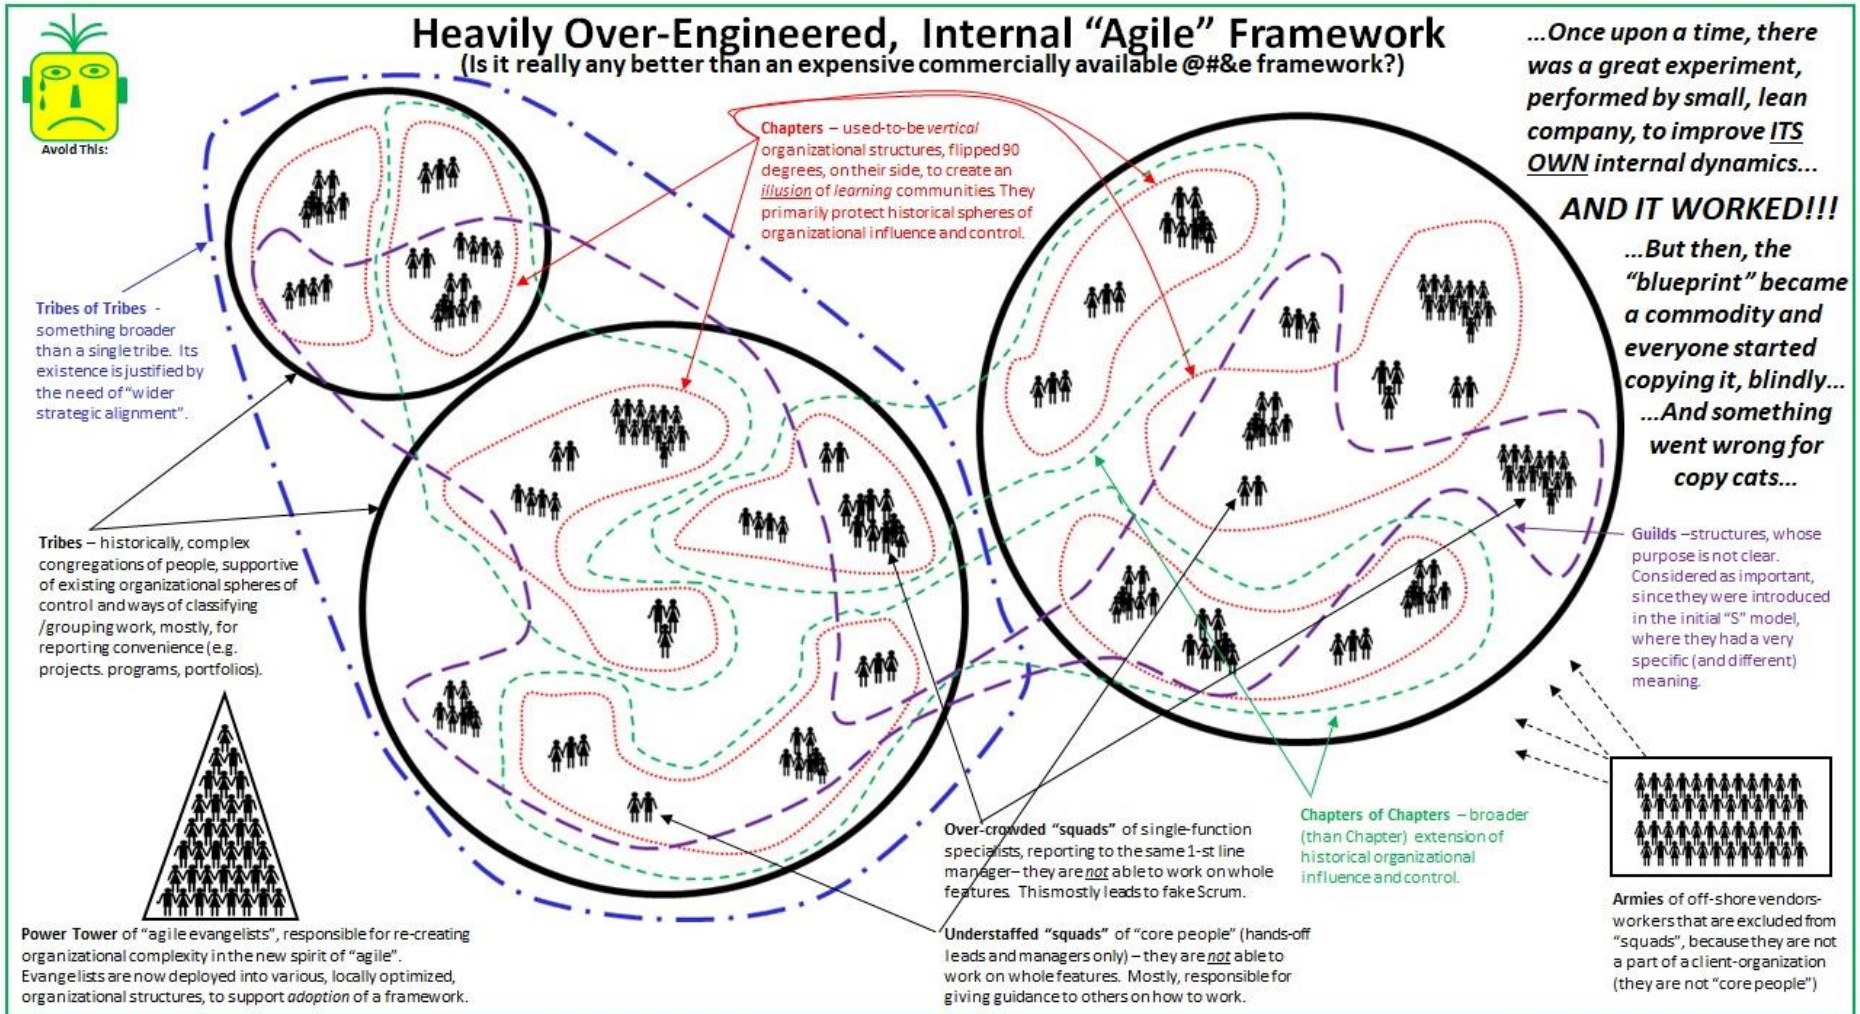 Heavily Over-Engineered, Internal “Agile” Framework
(Is it really any better than an expensive commercially available @#&e framework?)
Avoid This:
...Once upon a time, there
was a great experiment,
performed by small, lean
company, to improve ITS
OWN internal dynamics...
AND IT WORKED!!!
...But then, the
“blueprint” became
a commodity and
everyone started
copying it, blindly...
...And something
went wrong for
copy cats...
Chapters – used-to-be vertical
organizational structures, flipped 90
degrees, on their side, to create an
illusion of learning communities. They
primarily protect historical spheres of
organizational influence and control.
Tribes of Tribes -
something broader
than a single tribe. Its
existence is justified by
the need of “wider
strategic alignment”.
Tribes – historically, complex
congregations of people, supportive
of existing organizational spheres of
control and ways of classifying
/grouping work, mostly, for
reporting convenience (e.g.
projects. programs, portfolios).
Guilds –structures, whose
purpose is not clear.
Considered as important,
since they were introduced
in the initial “S” model,
where they had a very
specific (and different)
meaning.
Power Tower of “agile evangelists”, responsible for re-creating
organizational complexity in the new spirit of “agile”.
Evangelists are now deployed into various, locally optimized,
organizational structures, to support adoption of a framework.
Over-crowded “squads” of single-function
specialists, reporting to the same 1-st line
manager– they are not able to work on whole
features. This mostly leads to fake Scrum.
Understaffed “squads” of “core people” (hands-off
leads and managers only) – they are not able to
work on whole features. Mostly, responsible for
giving guidance to others on how to work.
Chapters of Chapters – broader
(than Chapter) extension of
historical organizational
influence and control.
Armies of off-shore vendors-
workers that are excluded from
“squads”, because they are not
a part of a client-organization
(they are not “core people”)